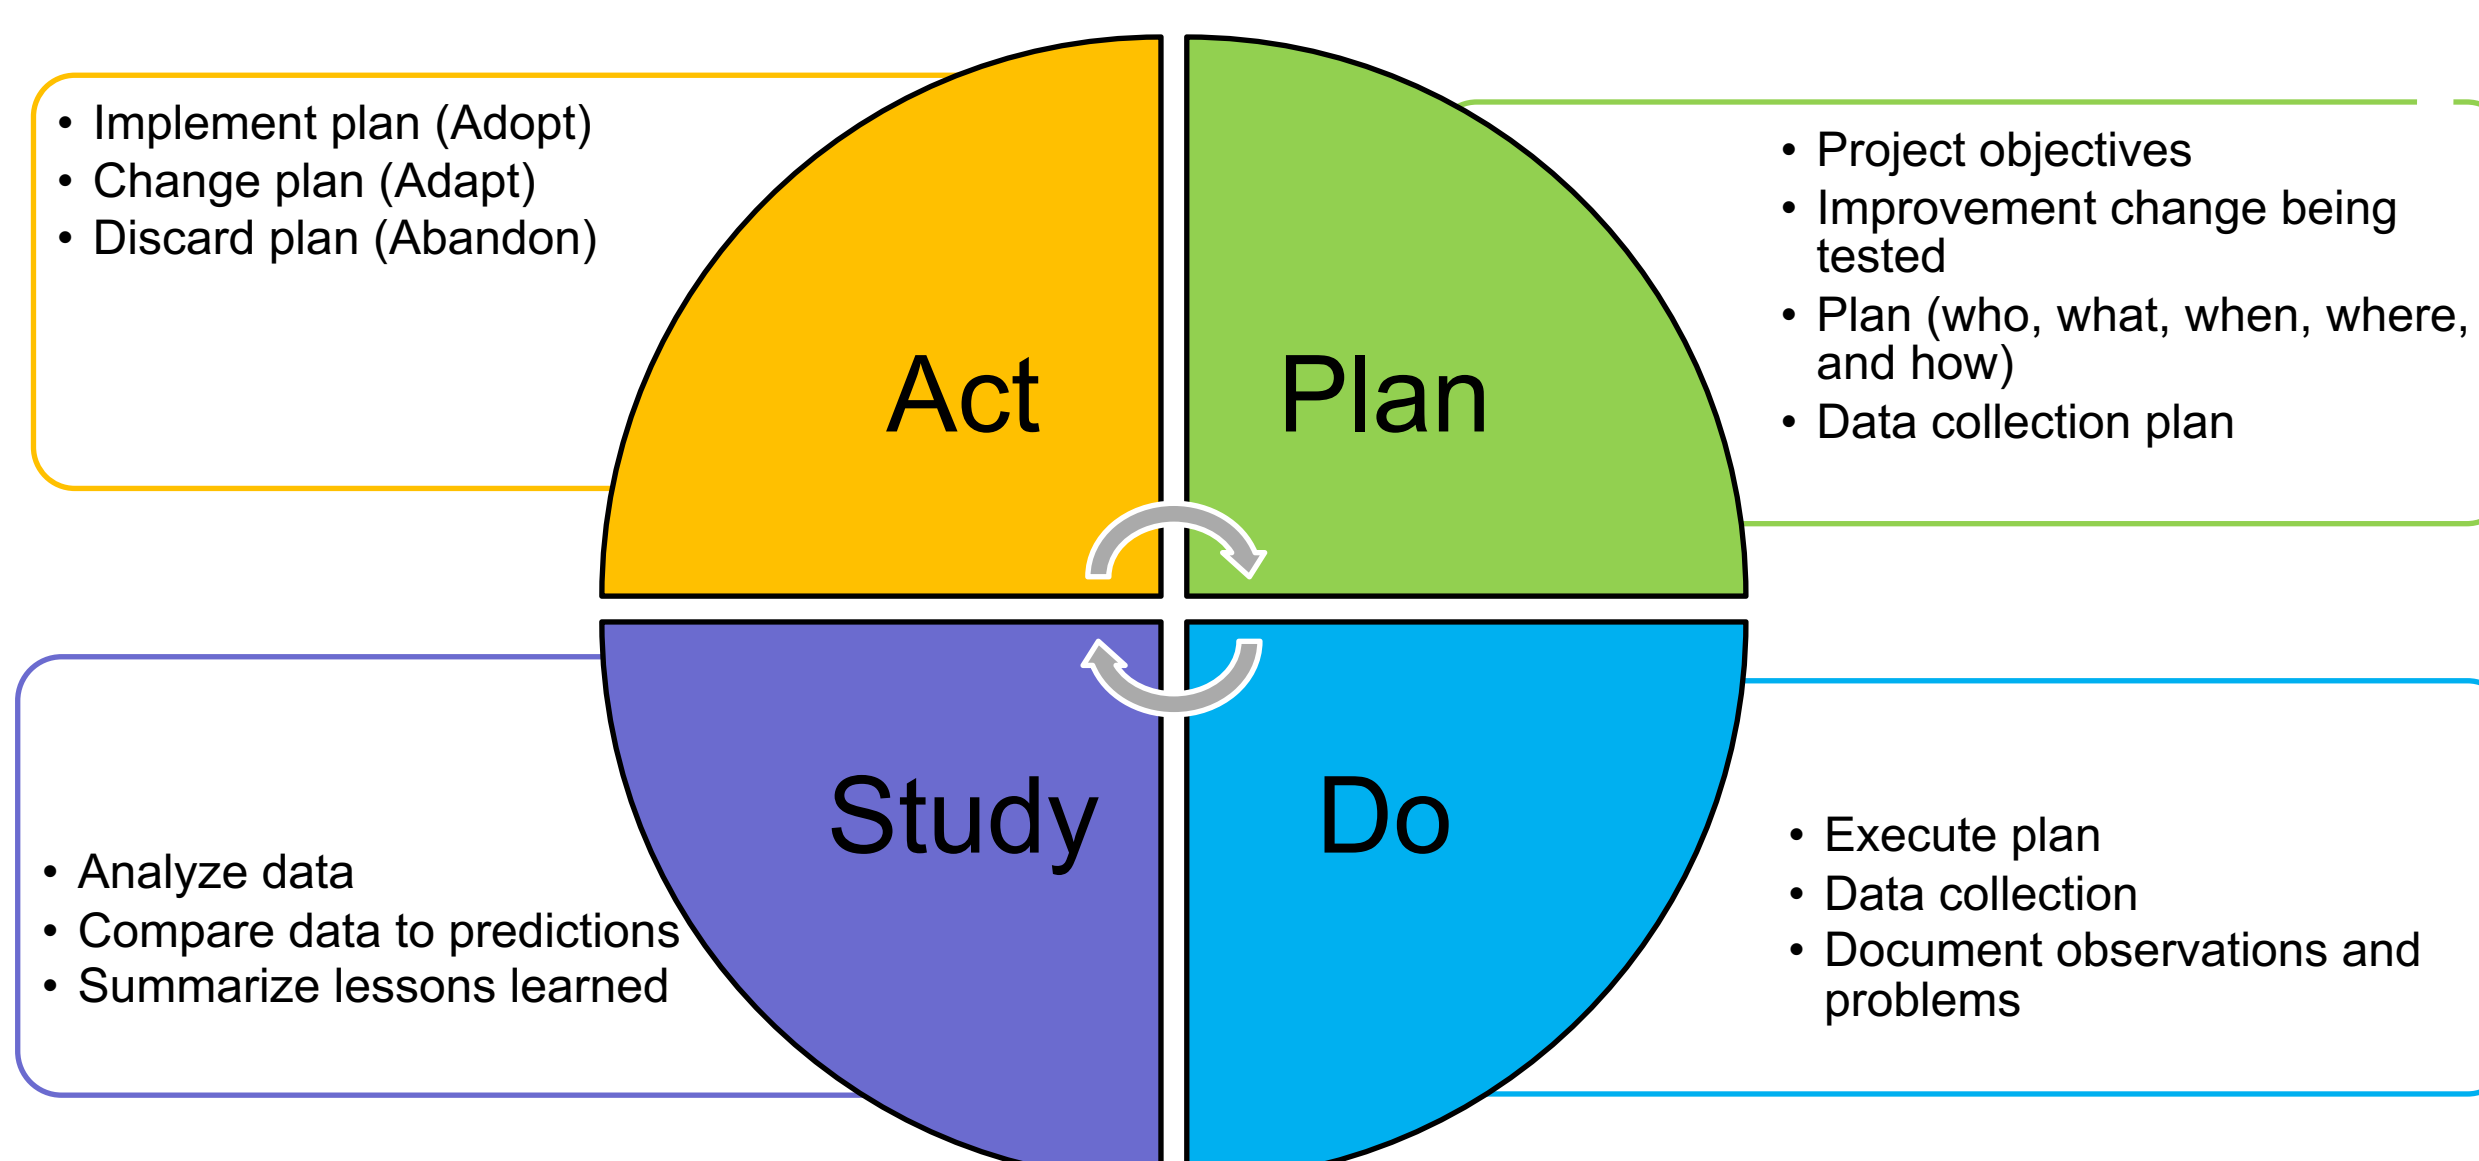 • Implement plan (Adopt)
• Change plan (Adapt)
• Discard plan (Abandon)
Act
Plan
• Project objectives
• Improvement change being
tested
• Plan (who, what, when, where,
and how)
• Data collection plan
Study
• Analyze data
• Compare data to predictions
• Summarize lessons learned
Do
• Execute plan
• Data collection
• Document observations and
problems